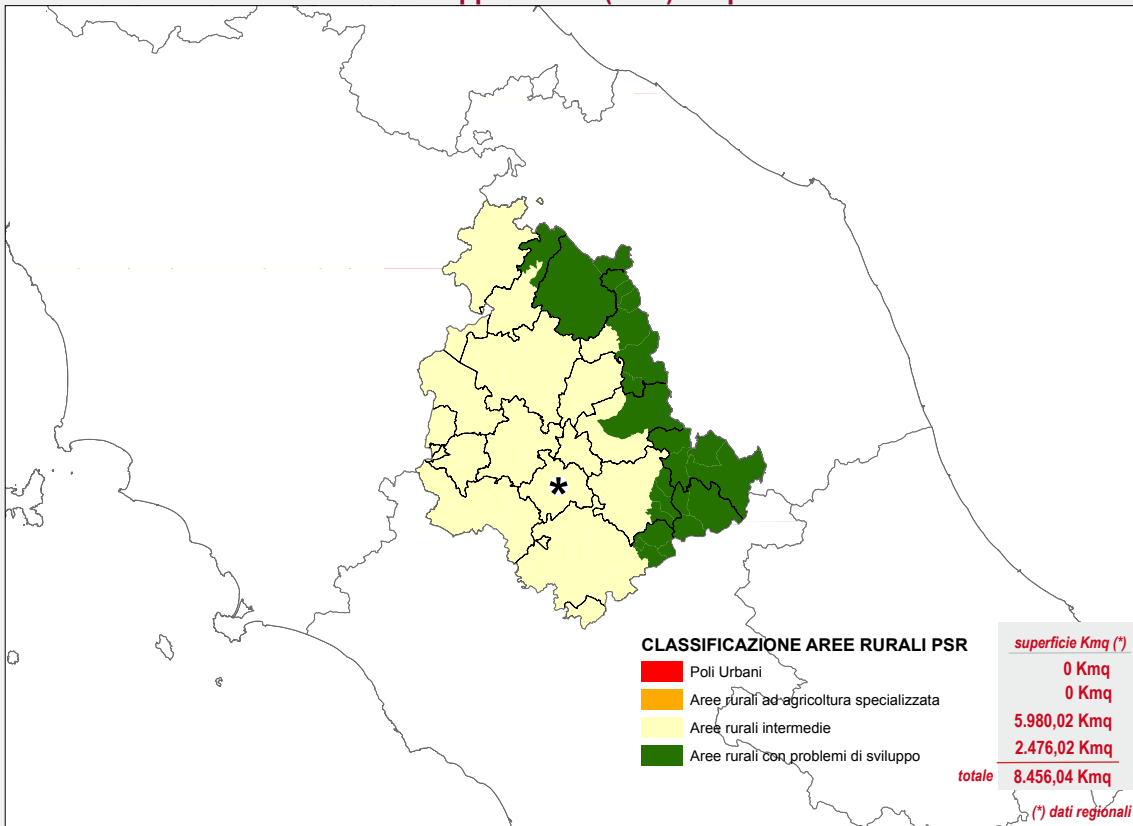 CLASSIFICAZIONE AREE RURALI PSR
superficie Kmq (*)
Poli Urbani
0 Kmq
Aree rurali ad agricoltura specializzata
0 Kmq
Aree rurali intermedie
5.980,02 Kmq
Aree rurali con problemi di sviluppo
2.476,02 Kmq
totale 8.456,04 Kmq
(*) dati regionali
*